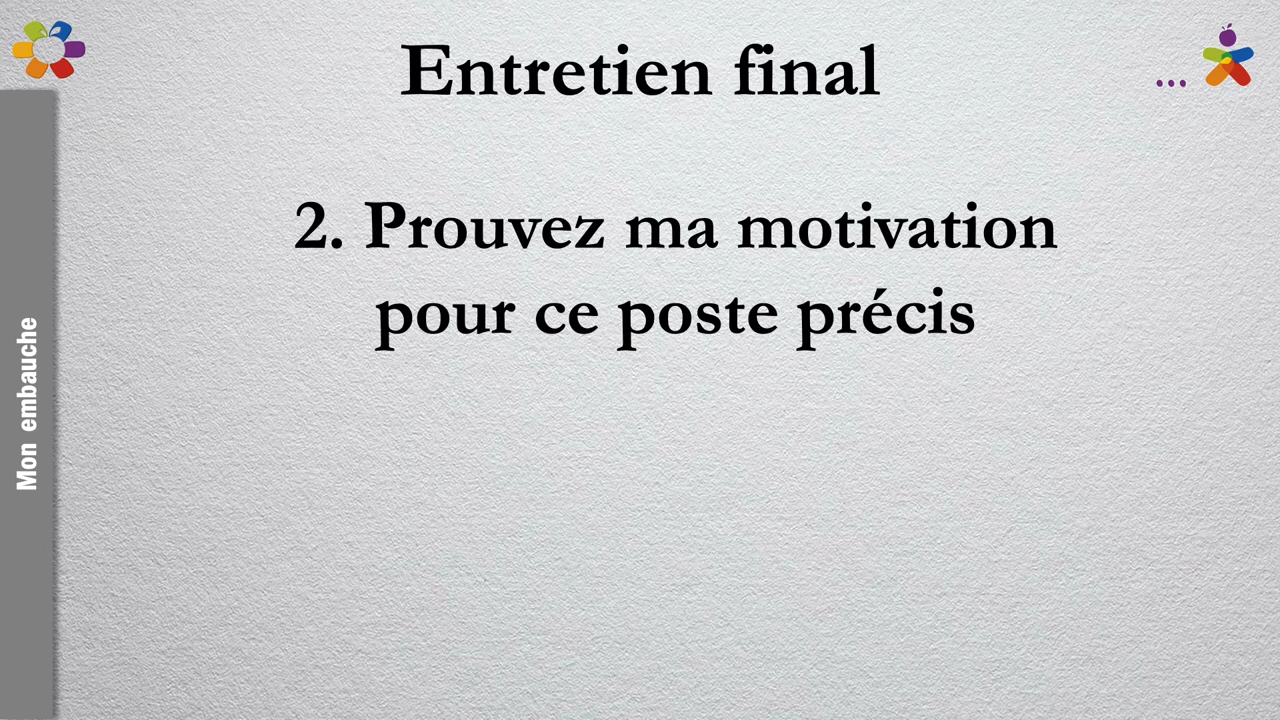 Entretien final
...
2. Prouvez ma motivation
pour ce poste précis
Mon embauche